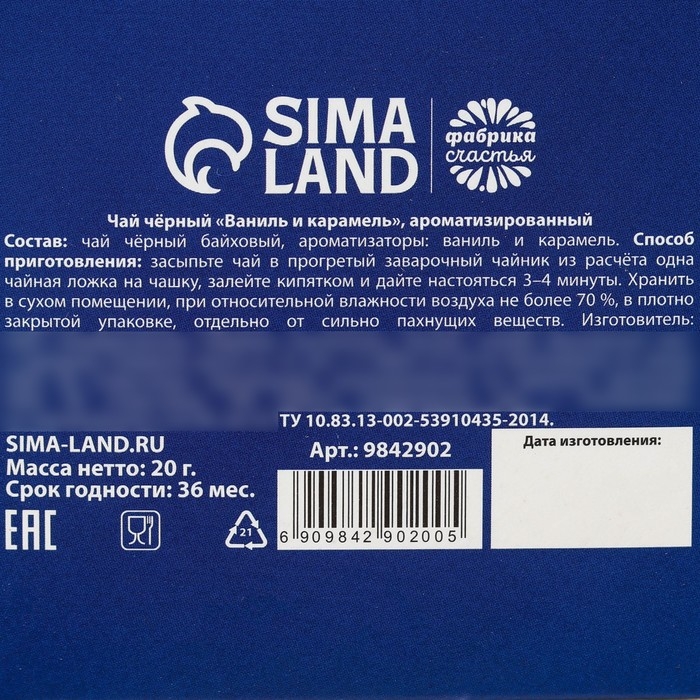 SIMA
LAND
фабрика
счастья
Чай чёрный «Ваниль и карамель», ароматизированный
Состав: чай чёрный байховый, ароматизаторы: ваниль и карамель. Способ
приготовления: засыпьте чай в прогретый заварочный чайник из расчёта одна
чайная ложка на чашку, залейте кипятком и дайте настояться 3–4 минуты. Хранить
в сухом помещении, при относительной влажности воздуха не более 70 %, в плотно
закрытой упаковке, отдельно от сильно пахнущих веществ. Изготовитель:
ТУ 10.83.13-002-53910435-2014.
SIMA-LAND.RU
Масса нетто: 20 г.
Срок годности: 36 мес.
Арт.: 9842902
Дата изготовления:
EAC
21
6 909842 902005